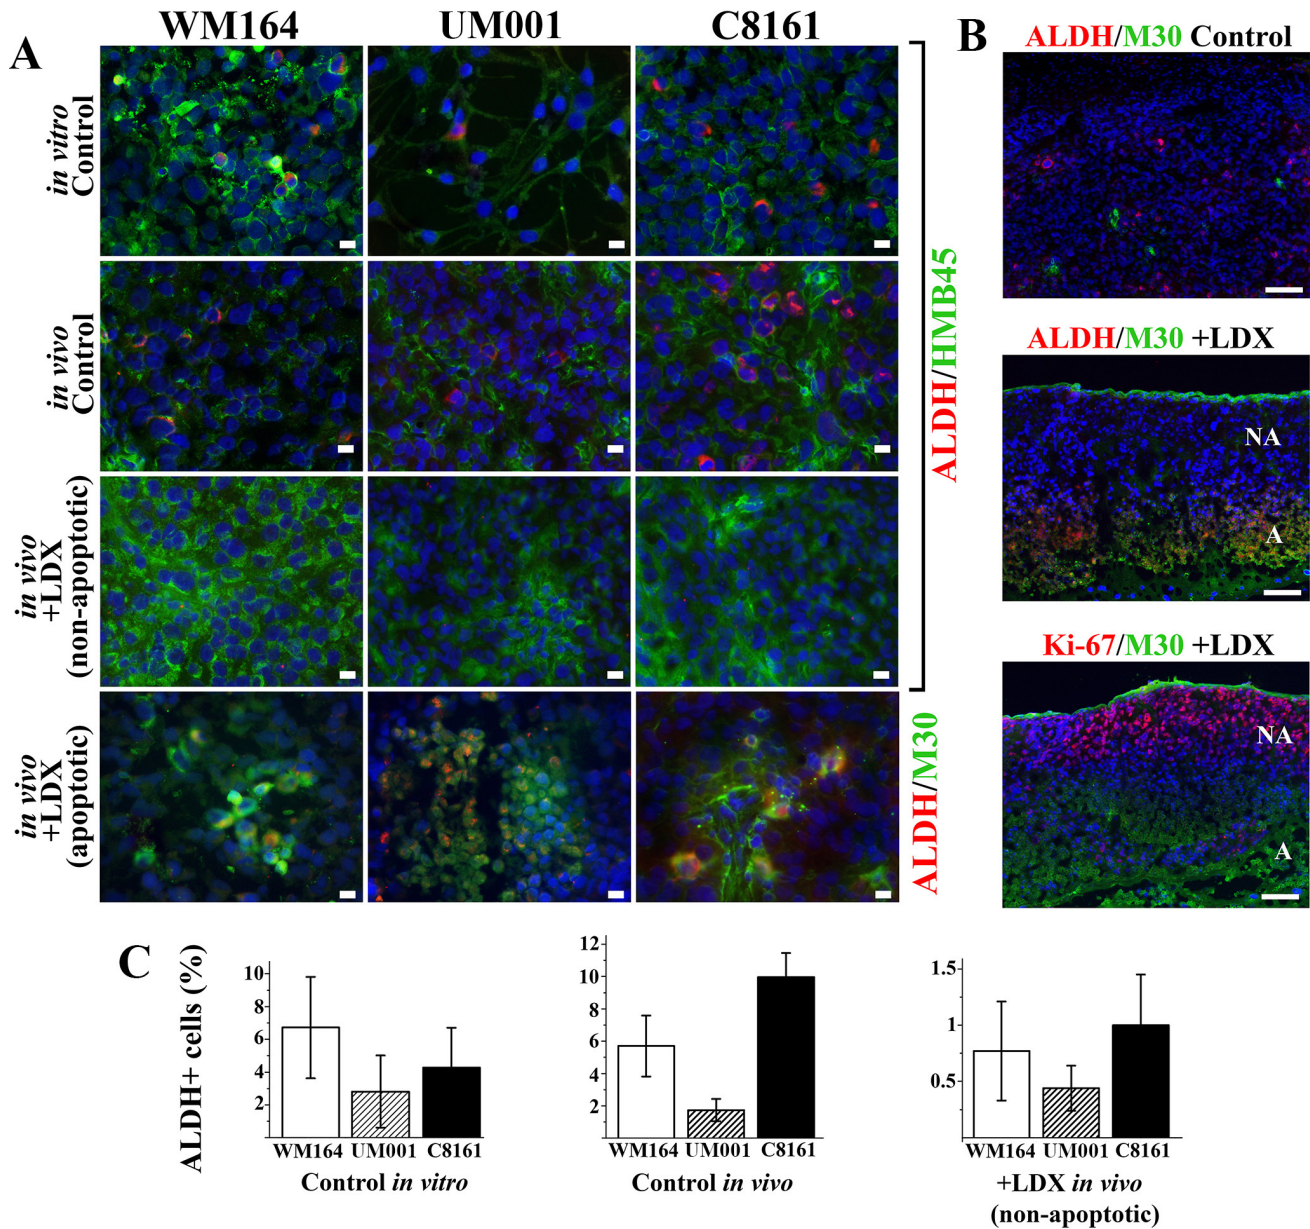 A
WM164
UM001
C8161
in vitro
Control
in vivo
Control
in vivo
+LDX
(non-apoptotic)
in vivo
+LDX
(apoptotic)
ALDH/HMB45
ALDH/M30
B
ALDH/M30 Control
ALDH/M30 +LDX
NA
A
Ki-67/M30 +LDX
NA
A
C
ALDH+ cells (%)
10
8
6
4
2
WM164 UM001 C8161
Control in vitro
12
10
8
6
4
2
WM164 UM001 C8161
Control in vivo
1.5
1
0.5
WM164 UM001 C8161
+LDX in vivo
(non-apoptotic)